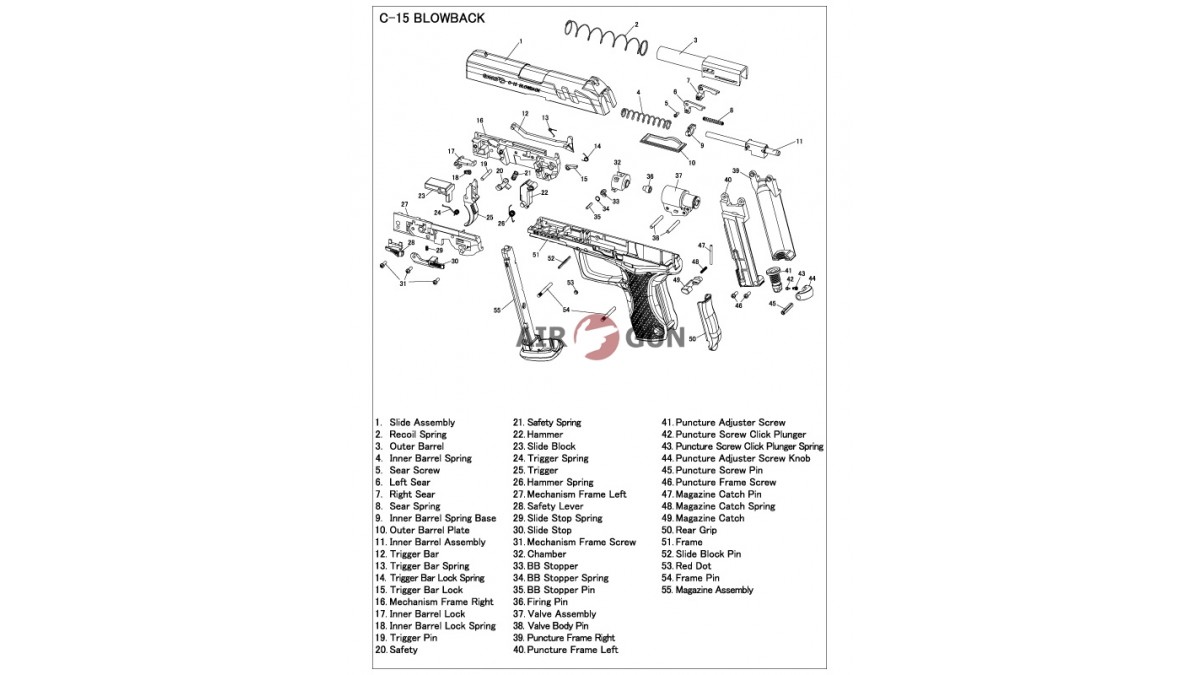 C-15 BLOWBACK
1
2
3
4
5
6
7
8
9
10
11
12
13
14
15
16
17
18
19
20
21
22
23
24
25
26
27
28
29
30
31
32
33
34
35
36
37
38
39
40
41
42
43
44
45
46
47
48
49
50
51
52
53
54
55
C-15 BLOWBACK
AIR GUN
1. Slide Assembly
2. Recoil Spring
3. Outer Barrel
4. Inner Barrel Spring
5. Sear Screw
6. Left Sear
7. Right Sear
8. Sear Spring
9. Inner Barrel Spring Base
10. Outer Barrel Plate
11. Inner Barrel Assembly
12. Trigger Bar
13. Trigger Bar Spring
14. Trigger Bar Lock Spring
15. Trigger Bar Lock
16. Mechanism Frame Right
17. Inner Barrel Lock
18. Inner Barrel Lock Spring
19. Trigger Pin
20. Safety
21. Safety Spring
22. Hammer
23. Slide Block
24. Trigger Spring
25. Trigger
26. Hammer Spring
27. Mechanism Frame Left
28. Safety Lever
29. Slide Stop Spring
30. Slide Stop
31. Mechanism Frame Screw
32. Chamber
33. BB Stopper
34. BB Stopper Spring
35. BB Stopper Pin
36. Firing Pin
37. Valve Assembly
38. Valve Body Pin
39. Puncture Frame Right
40. Puncture Frame Left
41. Puncture Adjuster Screw
42. Puncture Screw Click Plunger
43. Puncture Screw Click Plunger Spring
44. Puncture Adjuster Screw Knob
45. Puncture Screw Pin
46. Puncture Frame Screw
47. Magazine Catch Pin
48. Magazine Catch Spring
49. Magazine Catch
50. Rear Grip
51. Frame
52. Slide Block Pin
53. Red Dot
54. Frame Pin
55. Magazine Assembly